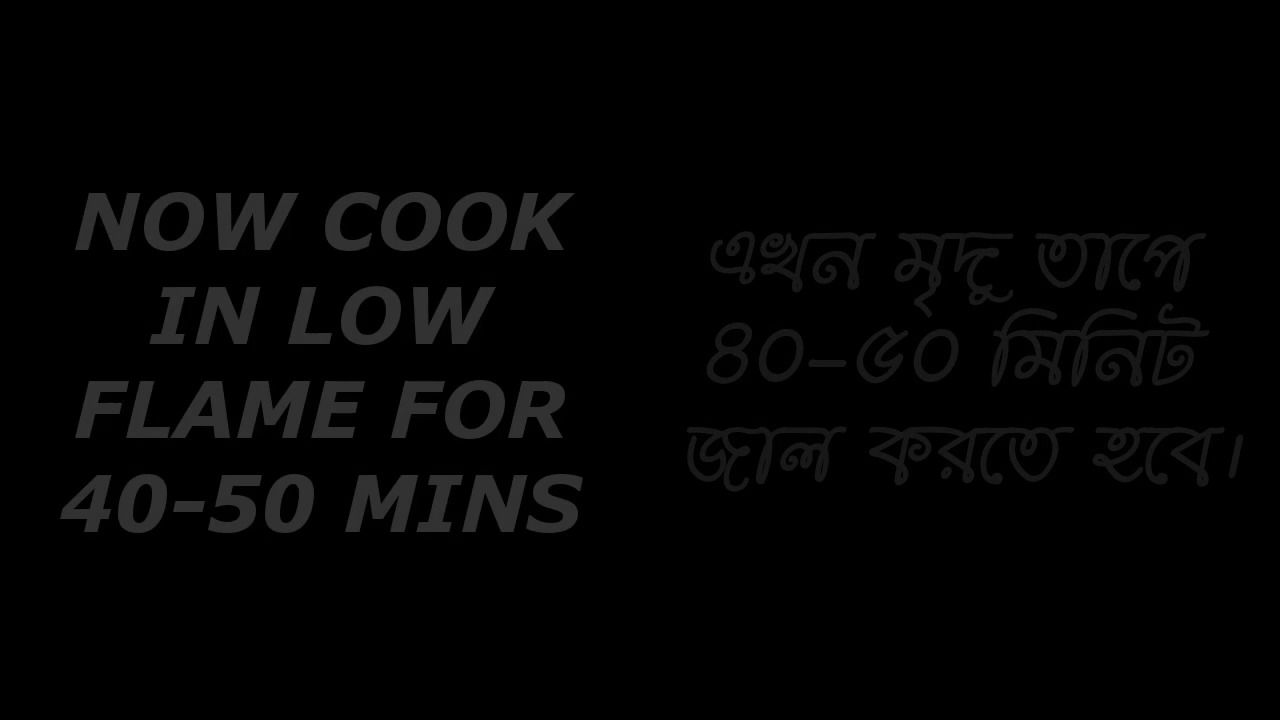 NOW COOK
IN LOW
FLAME FOR
40-50 MINS
এখন মৃদু তাপে
৪০-৫০ মিনিট
জাল করতে হবে।